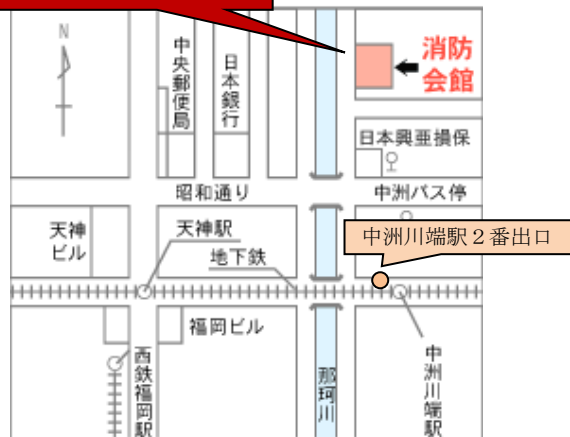 N
中央郵便局
日本銀行
消防
会館
日本興亜損保
昭和通り
中洲バス停
天神
ビル
天神駅
地下鉄
中洲川端駅２番出口
福岡ビル
西鉄福岡駅
那珂川
中洲川端駅